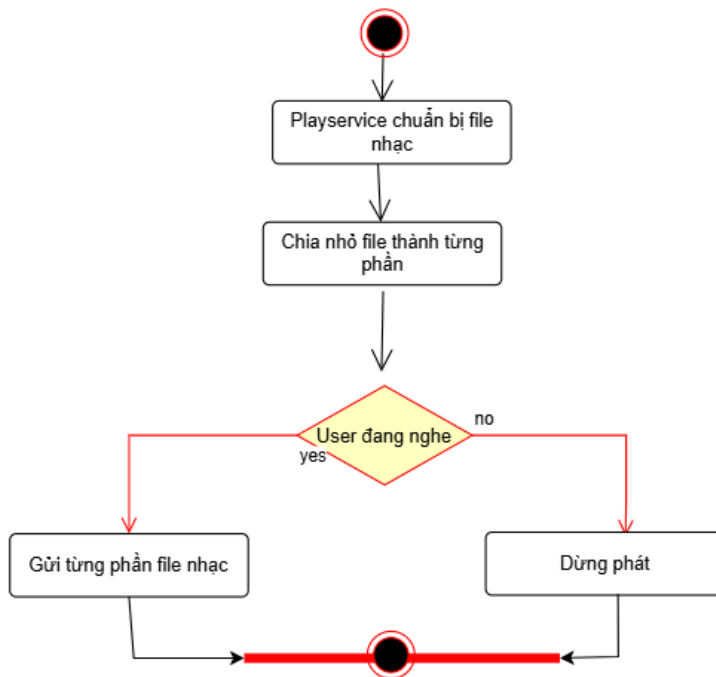 Playservice chuẩn bị file
nhạc
Chia nhỏ file thành từng
phần
User đang nghe
no
yes
Gửi từng phần file nhạc
Dừng phát